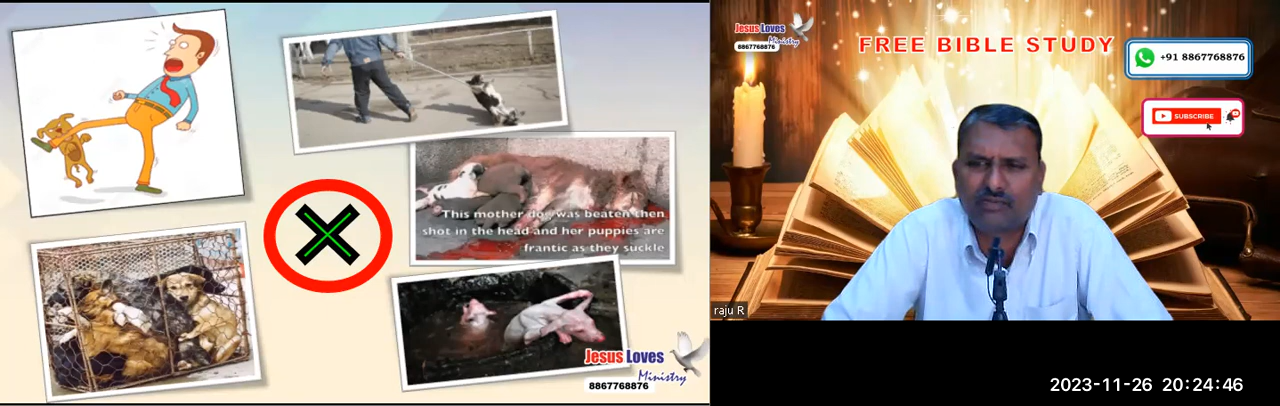 This mother dog was beaten then
shot in the head and her puppies are
frantic as they suckle
Jesus Loves
Ministry
8867768876
Jesus Loves
Ministry
8867768876
FREE BIBLE STUDY
+91 8867768876
SUBSCRIBE
raju R
2023-11-26 20:24:46